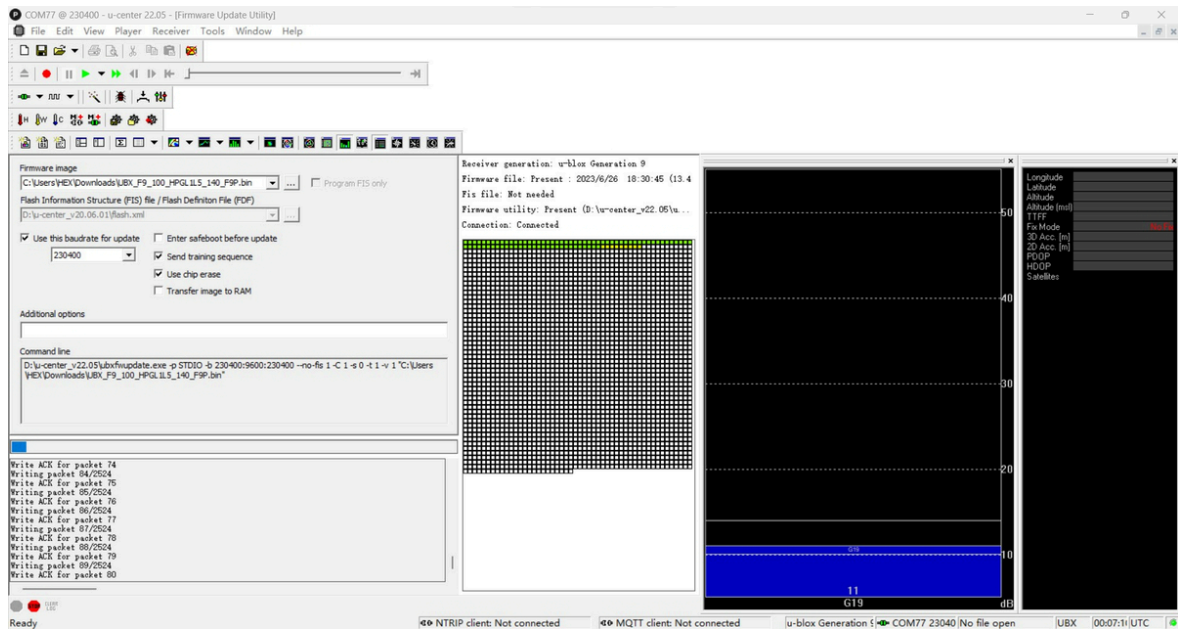 COM77 @ 230400 - u-center 22.05 - [Firmware Update Utility]
File Edit View Player Receiver Tools Window Help
Firmware image
C:\Users\HEX\Downloads\UBX_F9_100_HPGL1L5_140_F9P.bin
...
Program FIS only
Flash Information Structure (FIS) file / Flash Definiton File (FDF)
D:\u-center_v20.06.01\flash.xml
...
Use this baudrate for update
Enter safeboot before update
230400
Send training sequence
Use chip erase
Transfer image to RAM
Additional options
Command line
D:\u-center_v22.05\ubxfwupdate.exe -p STDIO -b 230400:9600:230400 --no-fis 1 -C 1 -s 0 -t 1 -v 1 "C:\Users
\HEX\Downloads\UBX_F9_100_HPGL1L5_140_F9P.bin"
Write ACK for packet 74
Writing packet 84/2524
Write ACK for packet 75
Writing packet 85/2524
Write ACK for packet 76
Writing packet 86/2524
Write ACK for packet 77
Writing packet 87/2524
Write ACK for packet 78
Writing packet 88/2524
Write ACK for packet 79
Writing packet 89/2524
Write ACK for packet 80
Receiver generation: u-blox Generation 9
Firmware file: Present : 2023/6/26 18:30:45 (13.4
Fis file: Not needed
Firmware utility: Present (D:\u-center_v22.05\u...
Connection: Connected
50
40
30
20
10
G19
11
G19
dB
Longitude
Latitude
Altitude
Altitude (msl)
TTFF
Fix Mode
3D Acc. [m]
2D Acc. [m]
PDOP
HDOP
Satellites
Ready
NTRIP client: Not connected
MQTT client: Not connected
u-blox Generation 9
COM77 23040
No file open
UBX
00:07:1
UTC